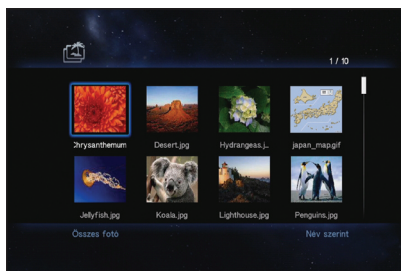 1 / 10
Chrysanthemum
Desert.jpg
Hydrangeas.j...
japan_map.gif
Jellyfish.jpg
Koala.jpg
Lighthouse.jpg
Penguins.jpg
Összes fotó
Név szerint